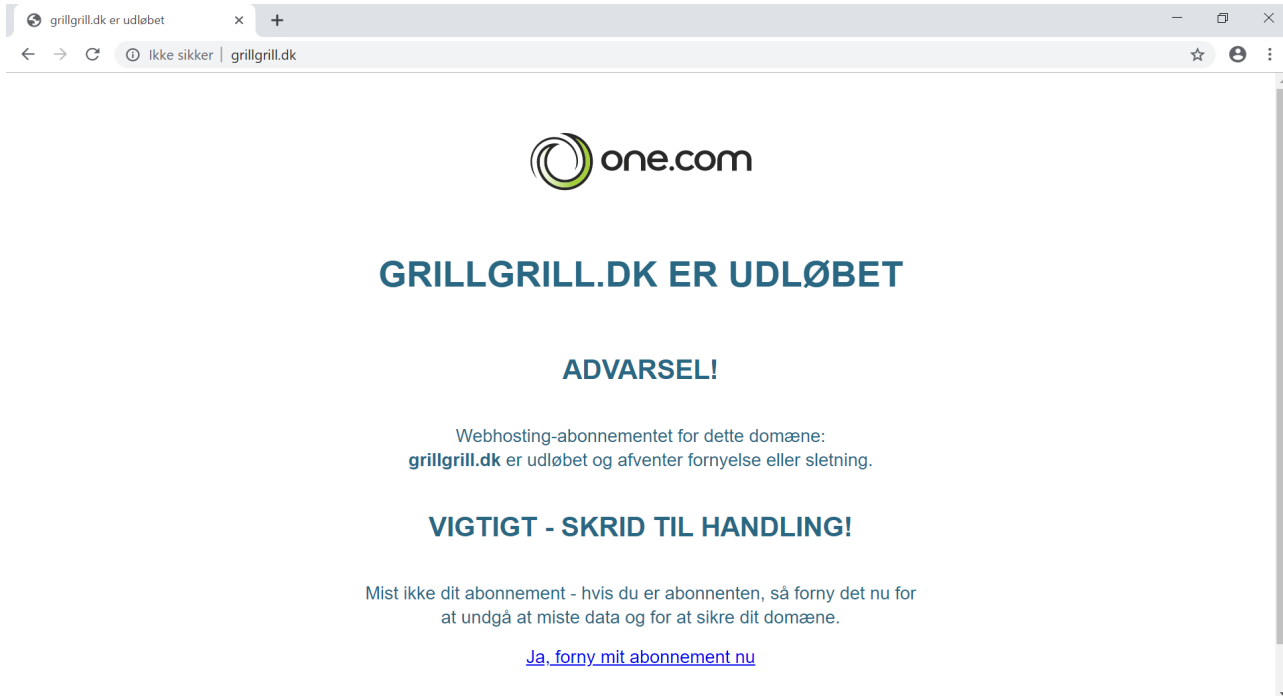 grillgrill.dk er udløbet
Ikke sikker | grillgrill.dk
one.com
GRILLGRILL.DK ER UDLØBET
ADVARSEL!
Webhosting-abonnementet for dette domæne:
grillgrill.dk er udløbet og afventer fornyelse eller sletning.
VIGTIGT - SKRID TIL HANDLING!
Mist ikke dit abonnement - hvis du er abonnenten, så forny det nu for
at undgå at miste data og for at sikre dit domæne.
Ja, forny mit abonnement nu